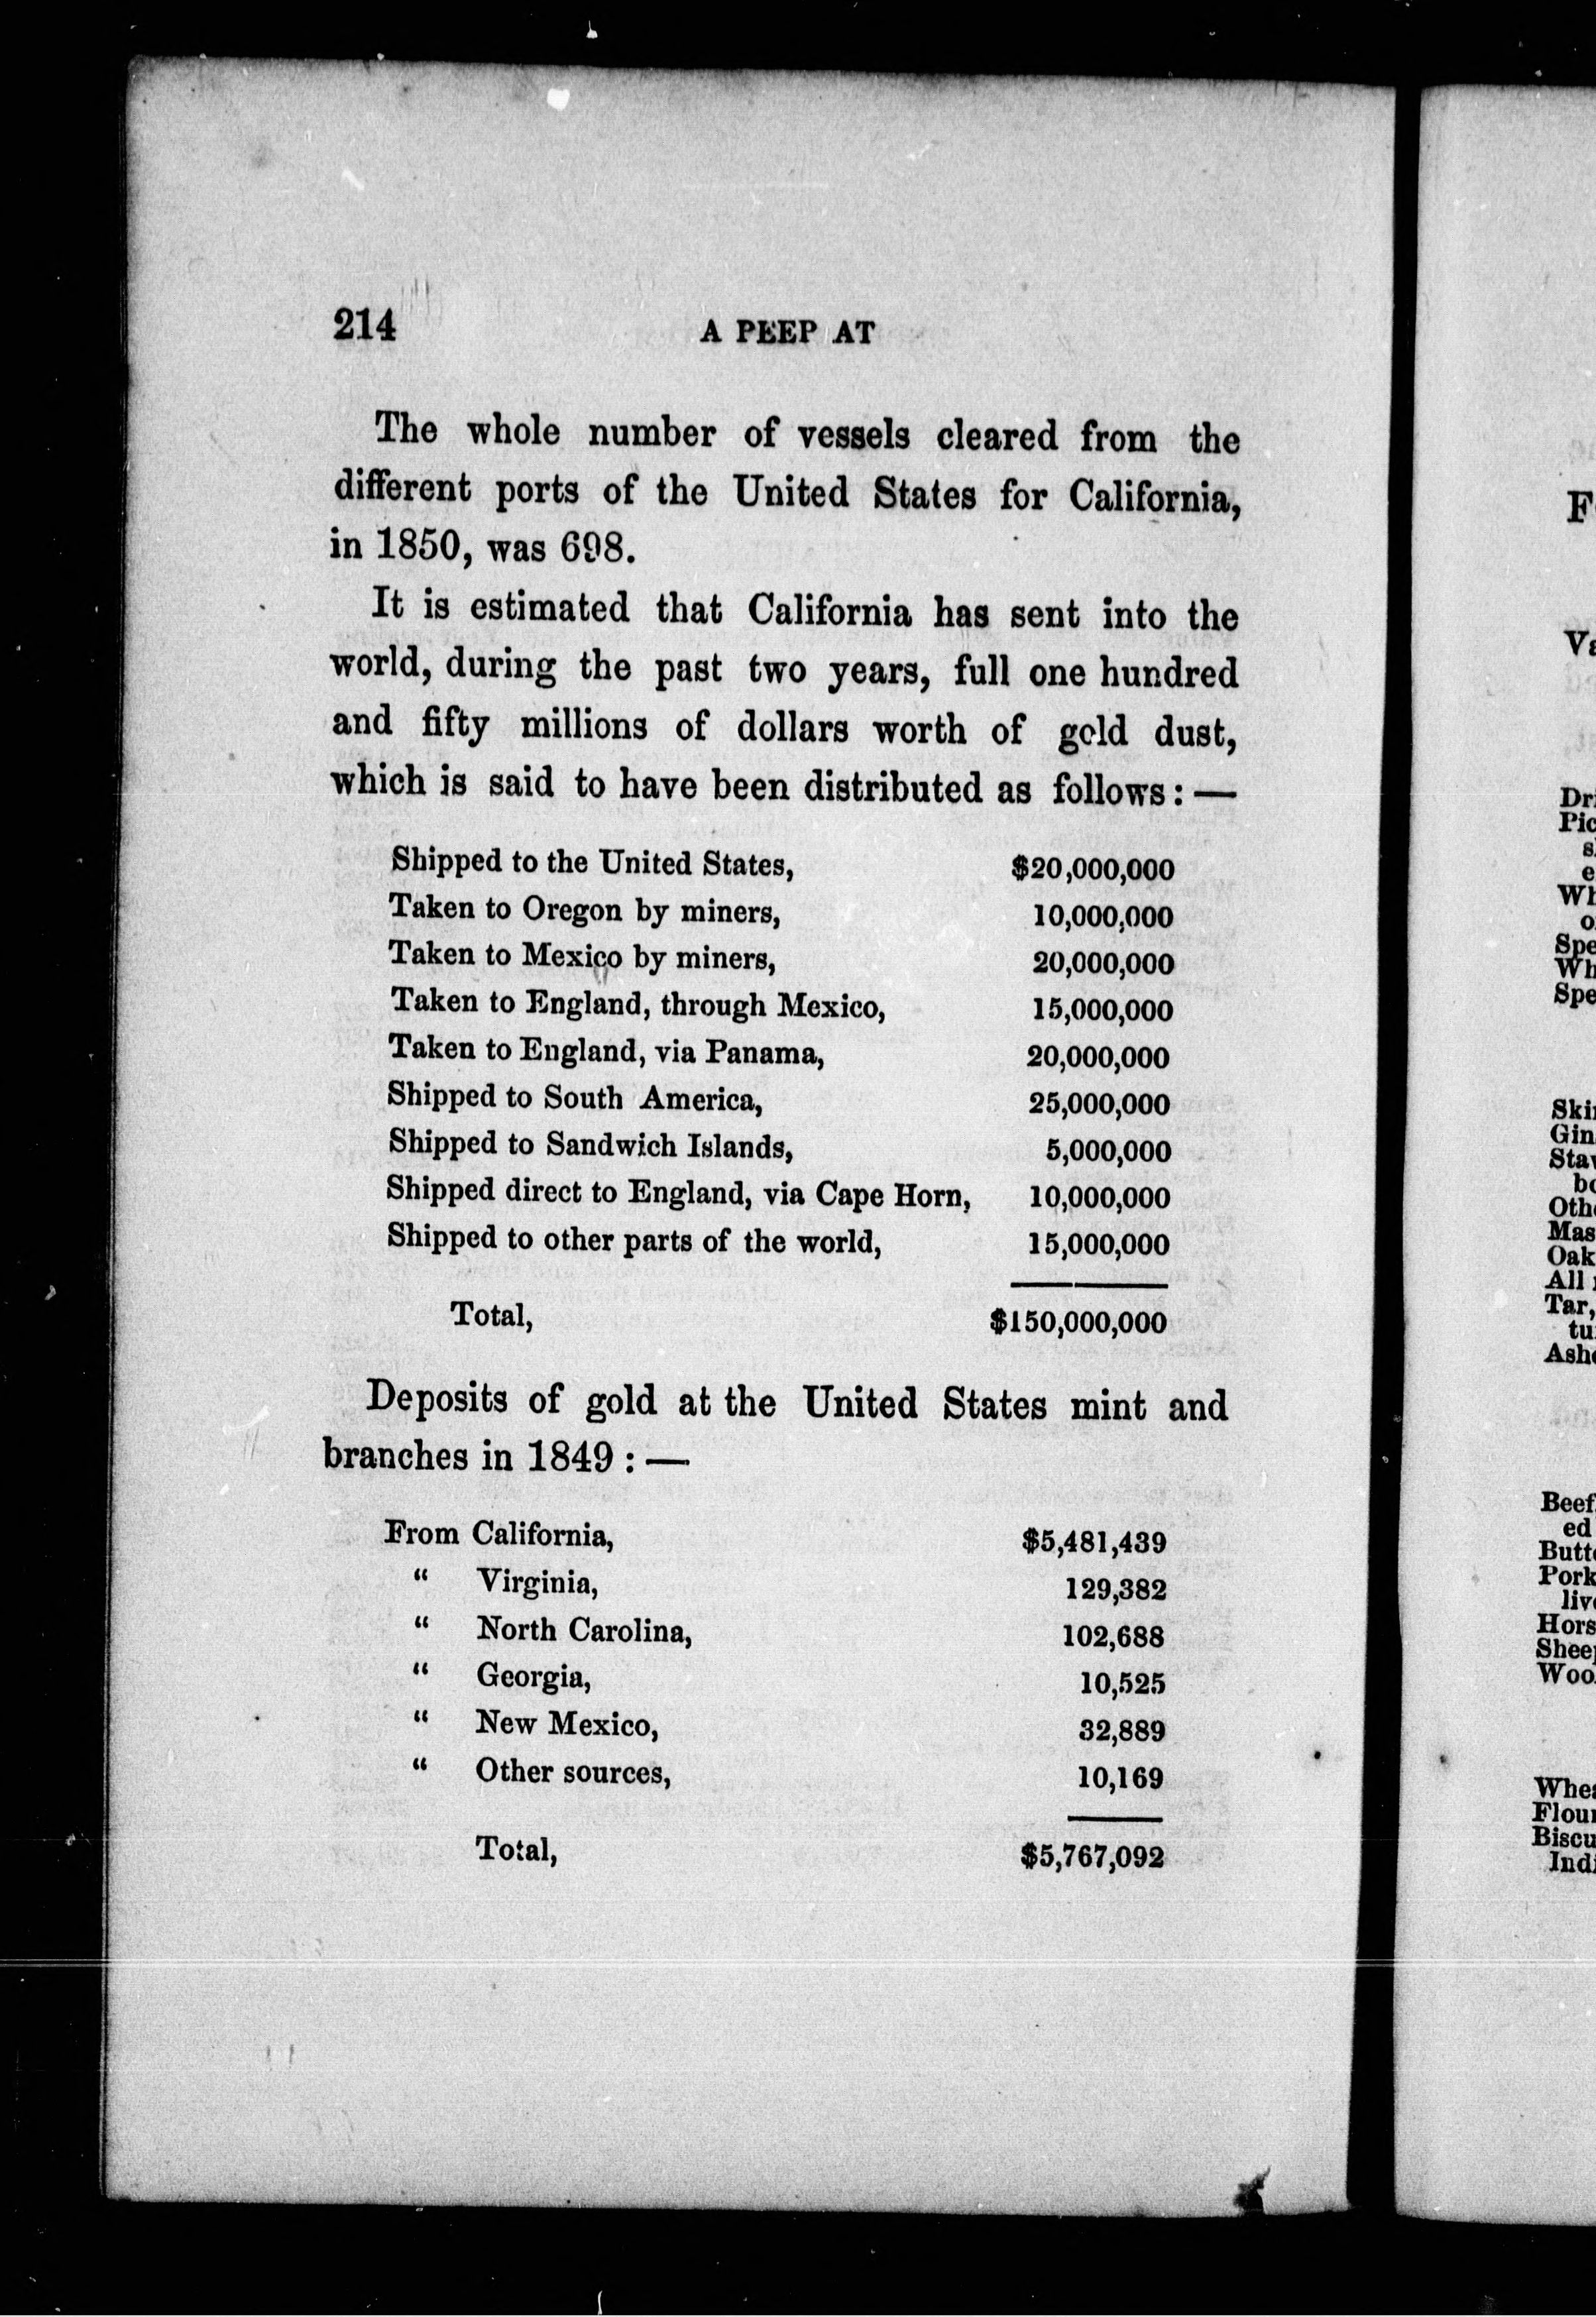 214 A PEEP AT
The whole number of vessels cleared from the
different ports of the United States for California,
in 1850, was 698.
It is estimated that California has sent into the
world, during the past two years, full one hundred
and fifty millions of dollars worth of gold dust,
which is said to have been distributed as follows: —
Shipped to the United States, $20,000,000
Taken to Oregon by miners, 10,000,000
Taken to Mexico by miners, 20,000,000
Taken to England, through Mexico, 15,000,000
Taken to England, via Panama, 20,000,000
Shipped to South America, 25,000,000
Shipped to Sandwich Islands, 5,000,000
Shipped direct to England, via Cape Horn, 10,000,000
Shipped to other parts of the world, 15,000,000
Total, $150,000,000
Deposits of gold at the United States mint and
branches in 1849 : —
From California, $5,481,439
“ Virginia, 129,382
“ North Carolina, 102,688
“ Georgia, 10,525
“ New Mexico, 32,889
“ Other sources, 10,169
Total, $5,767,092
All
Tar,